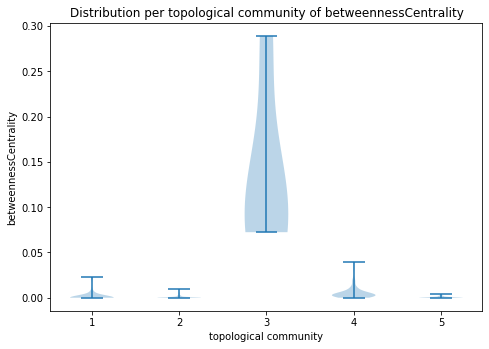 Distribution per topological community of betweennessCentrality
0.30
0.25
0.20
0.15
0.10
0.05
0.00
betweennessCentrality
1 2 3 4 5
topological community